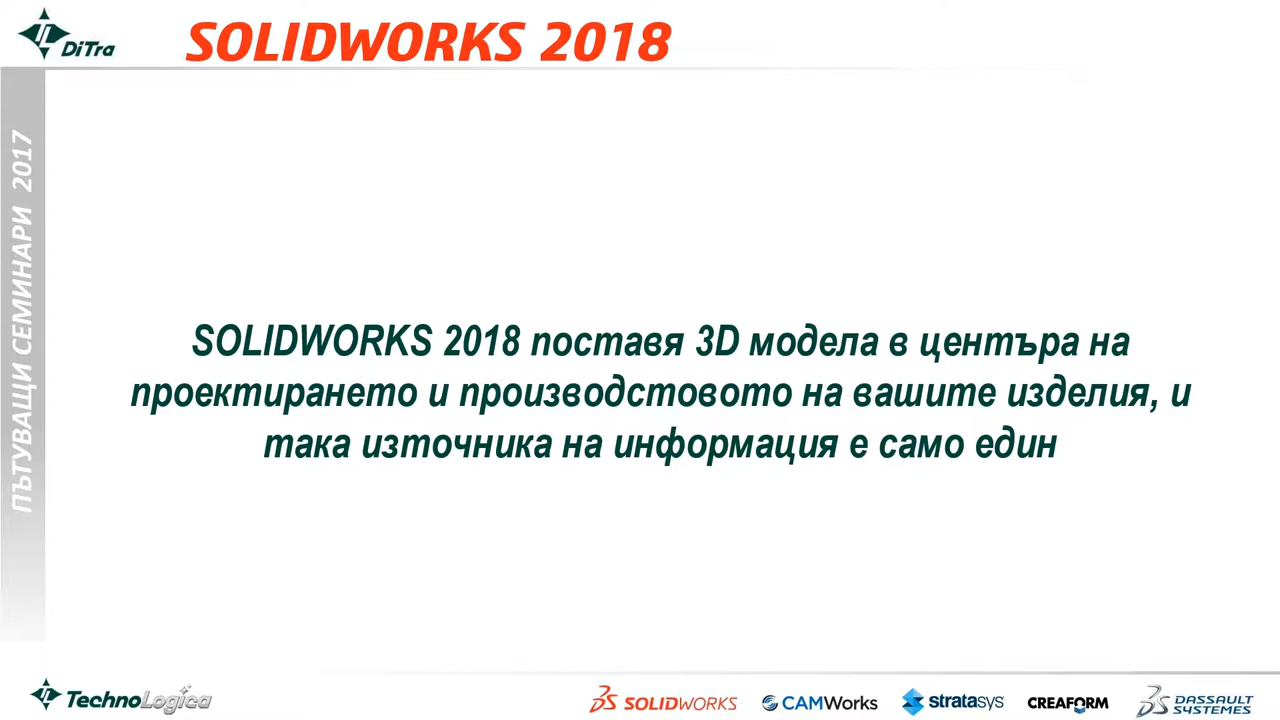 DiTra
SOLIDWORKS 2018
ПЪТУВАЩИ СЕМИНАРИ 2017
SOLIDWORKS 2018 поставя 3D модела в центъра на
проектирането и производстовото на вашите изделия, и
така източника на информация е само един
TechnoLogica
SOLIDWORKS
CAMWorks
stratasys
CREAFORM
DASSAULT
SYSTEMES